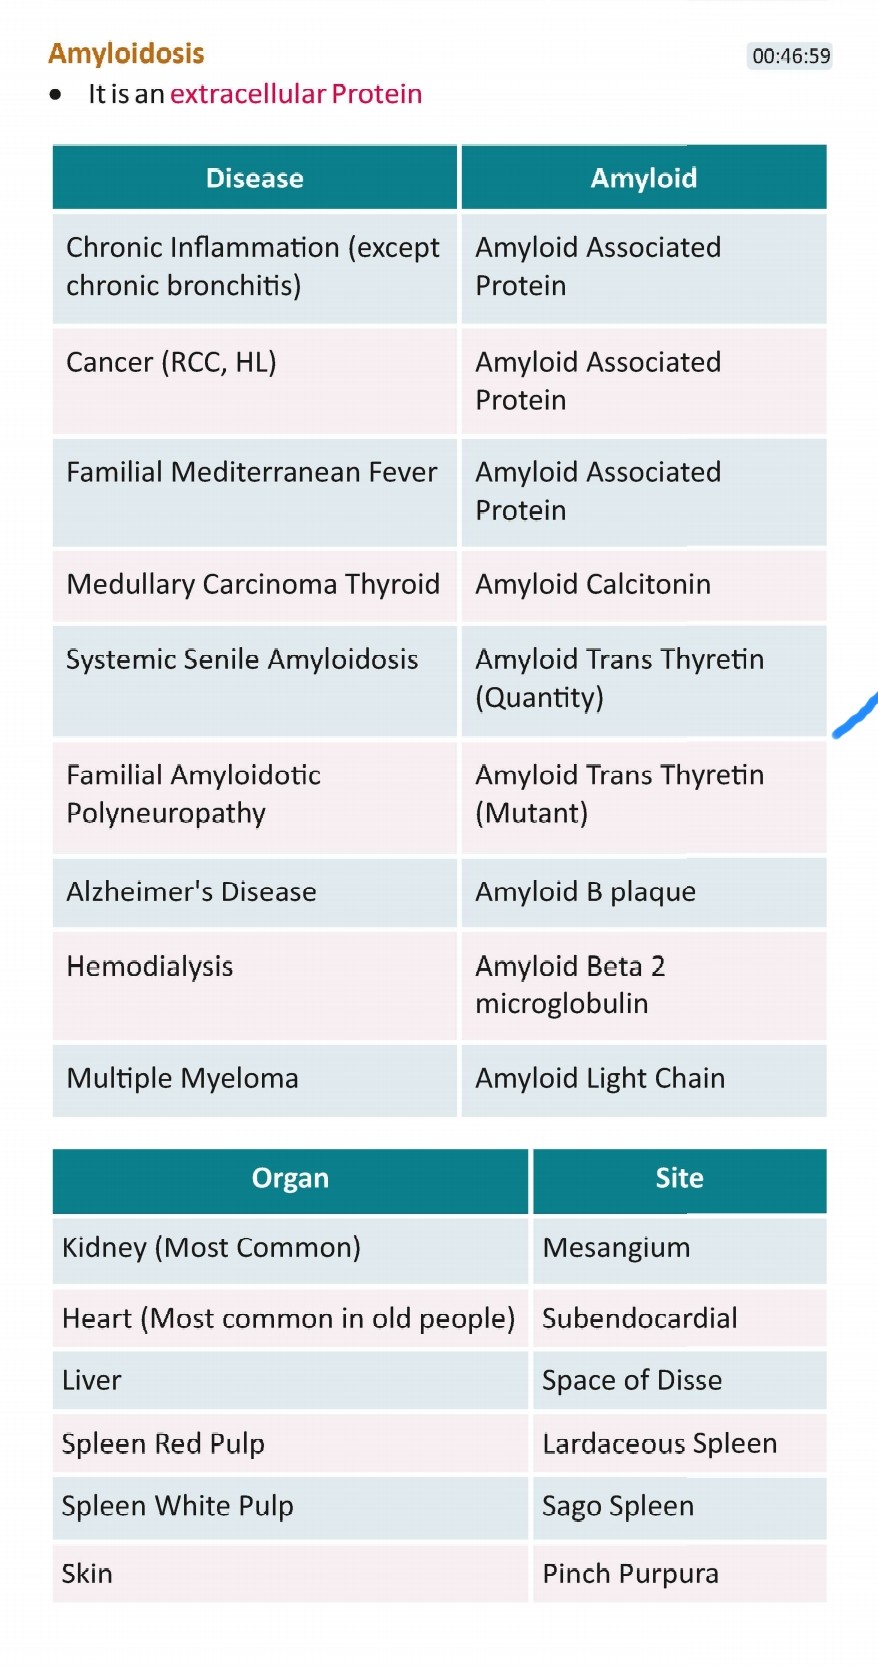 Amyloidosis
00:46:59
• It is an extracellular Protein
Disease
Amyloid
Chronic Inflammation (except
chronic bronchitis)
Amyloid Associated
Protein
Cancer (RCC, HL)
Amyloid Associated
Protein
Familial Mediterranean Fever
Amyloid Associated
Protein
Medullary Carcinoma Thyroid
Amyloid Calcitonin
Systemic Senile Amyloidosis
Amyloid Trans Thyretin
(Quantity)
Familial Amyloidotic
Polyneuropathy
Amyloid Trans Thyretin
(Mutant)
Alzheimer's Disease
Amyloid B plaque
Hemodialysis
Amyloid Beta 2
microglobulin
Multiple Myeloma
Amyloid Light Chain
Organ
Site
Kidney (Most Common)
Mesangium
Heart (Most common in old people)
Subendocardial
Liver
Space of Disse
Spleen Red Pulp
Lardaceous Spleen
Spleen White Pulp
Sago Spleen
Skin
Pinch Purpura